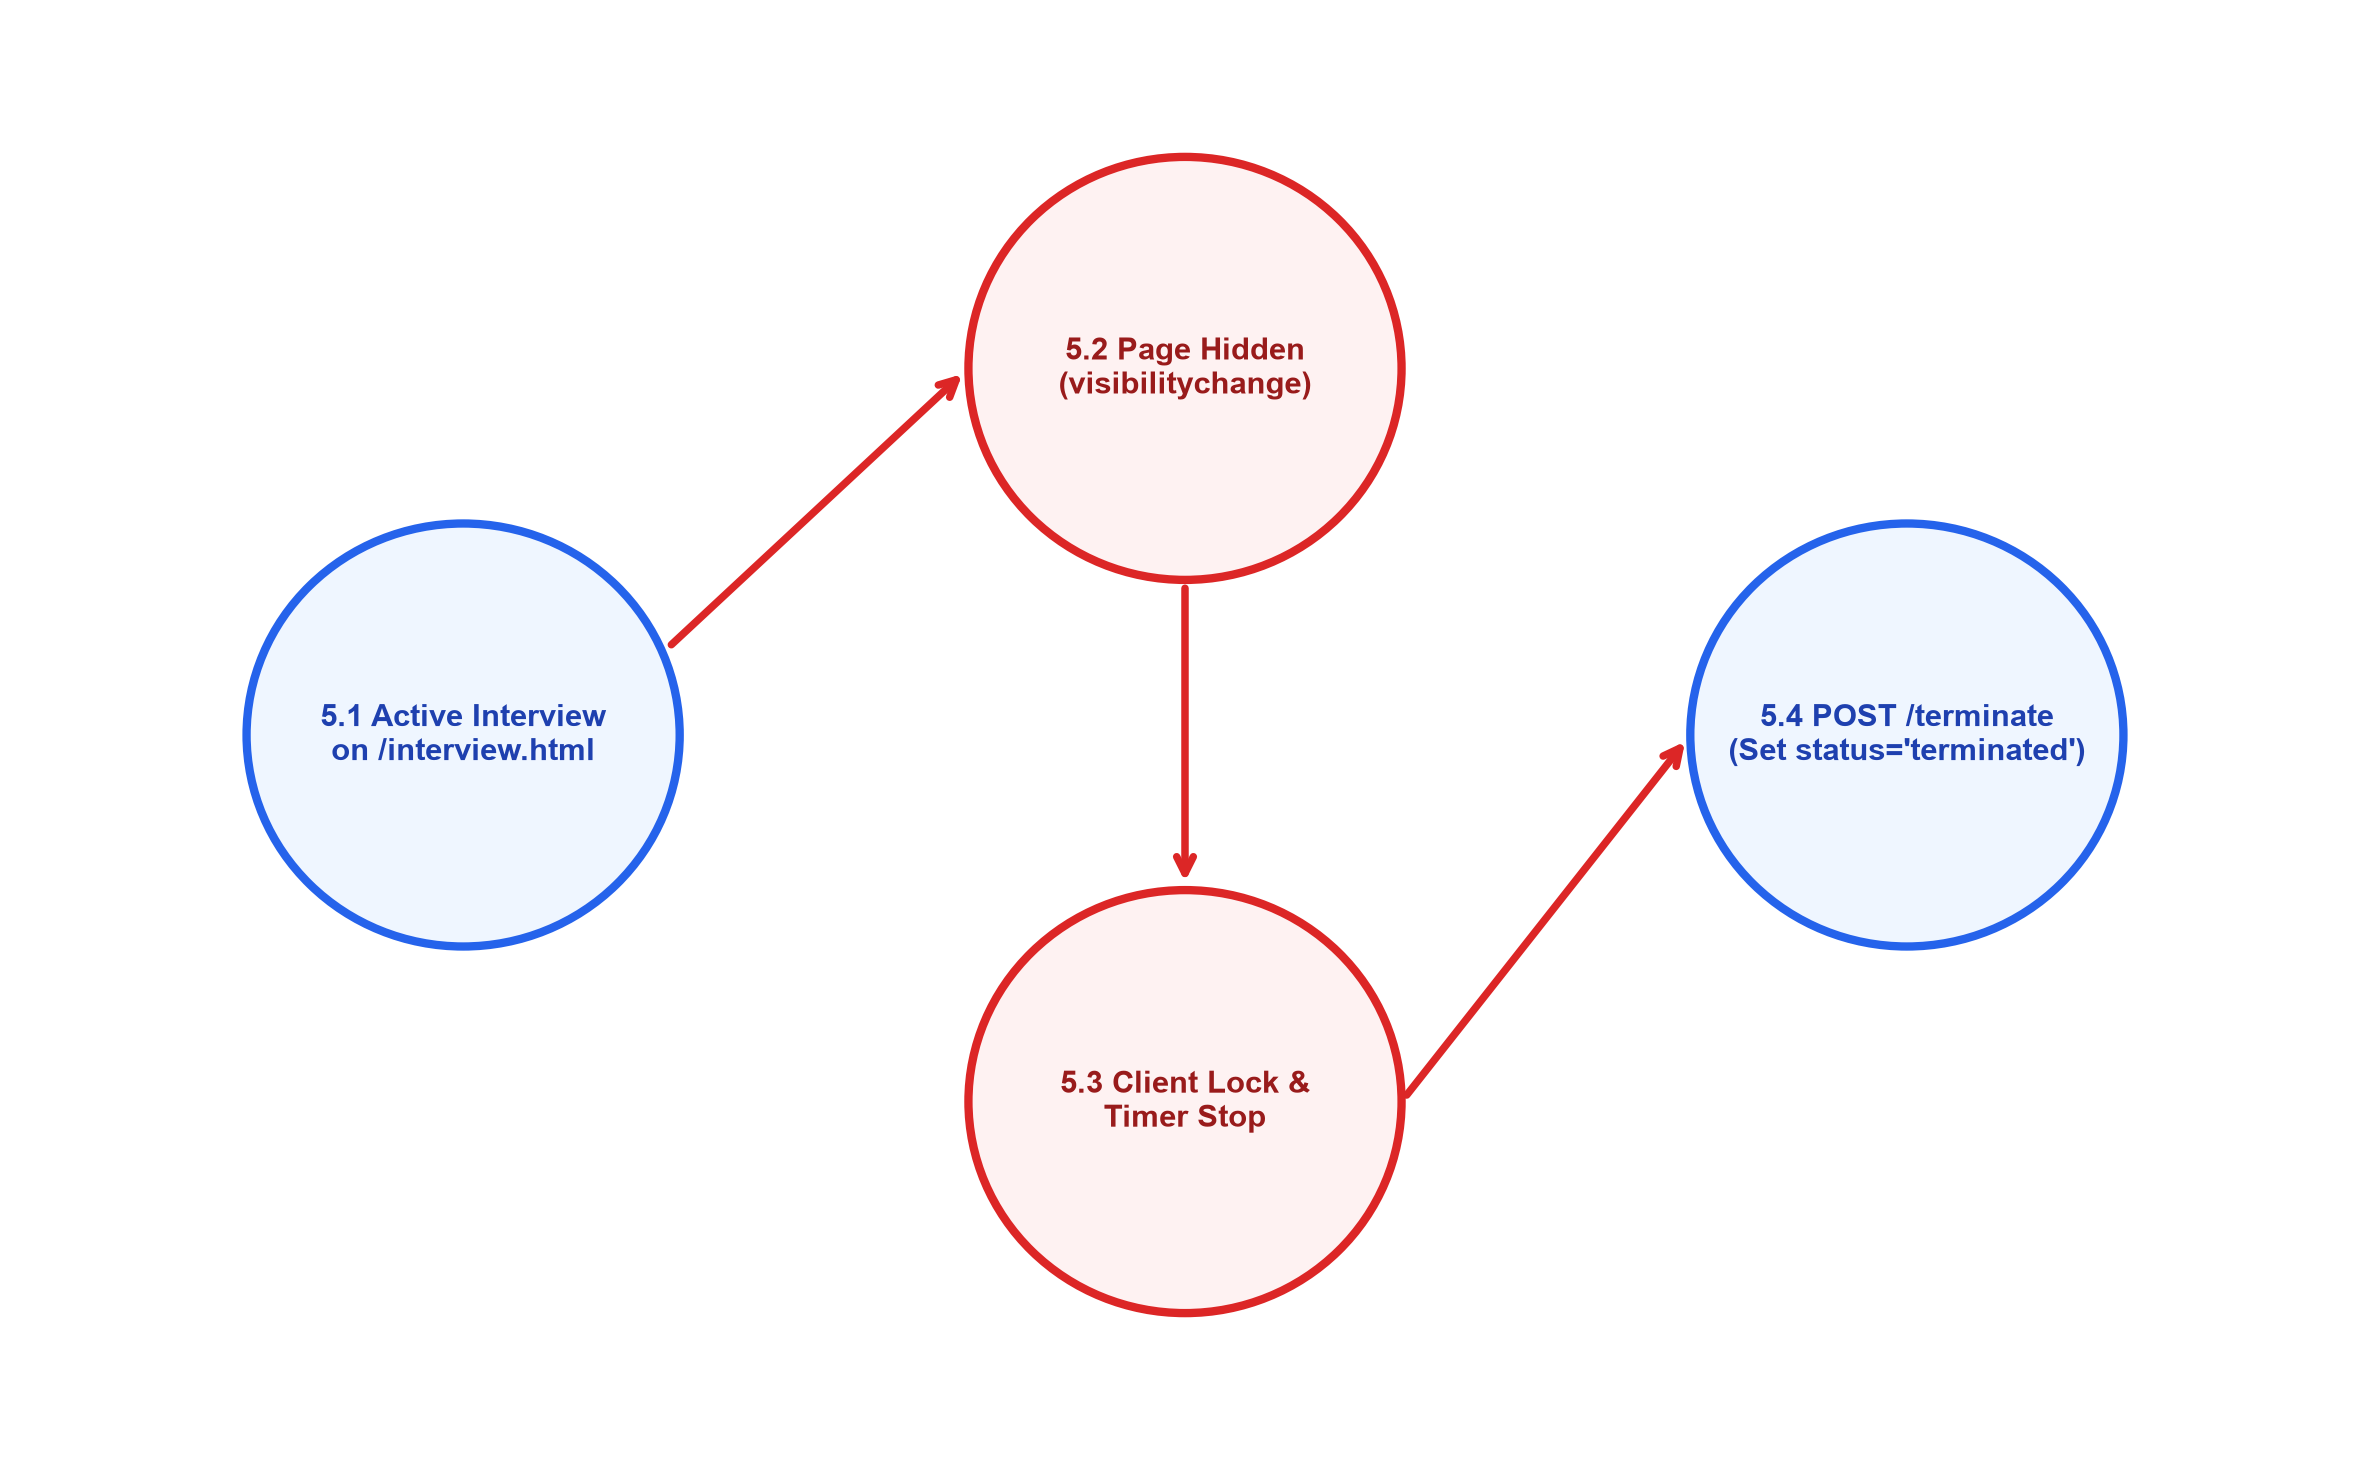 5.1 Active Interview
on /interview.html
5.2 Page Hidden
(visibilitychange)
5.3 Client Lock &
Timer Stop
5.4 POST /terminate
(Set status='terminated')